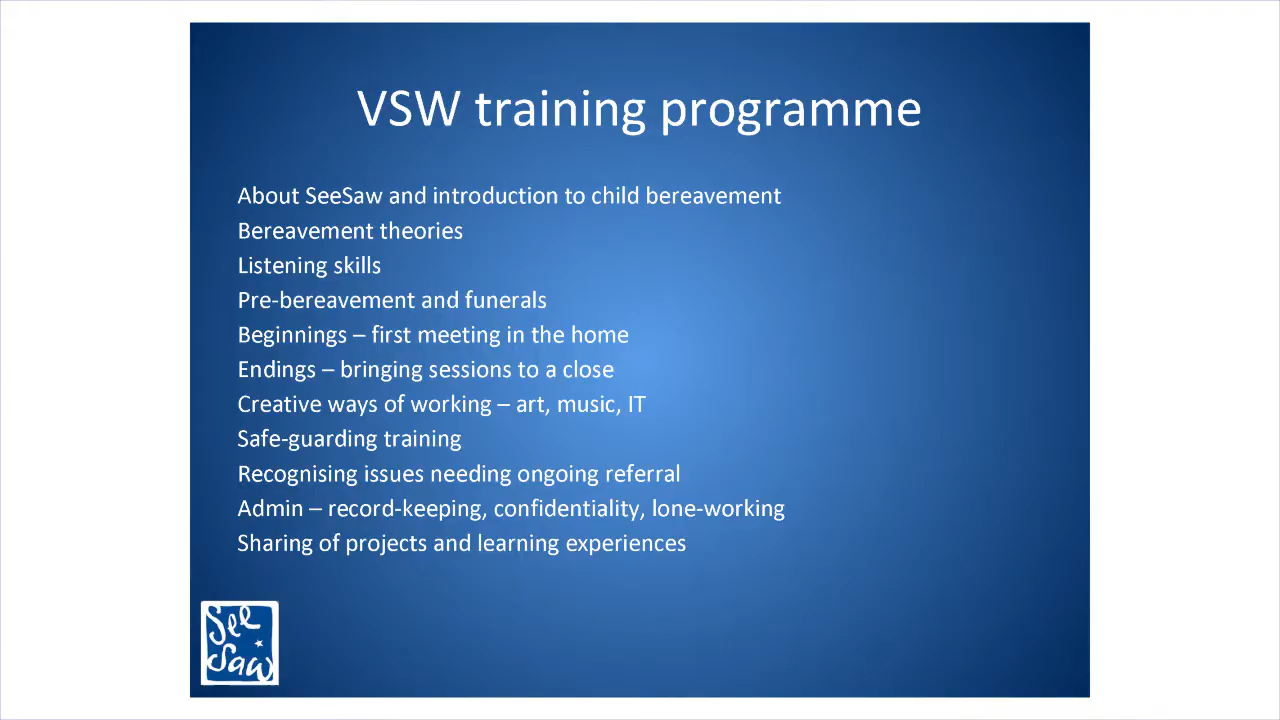 VSW training programme
About SeeSaw and introduction to child bereavement
Bereavement theories
Listening skills
Pre-bereavement and funerals
Beginnings – first meeting in the home
Endings – bringing sessions to a close
Creative ways of working – art, music, IT
Safe-guarding training
Recognising issues needing ongoing referral
Admin – record-keeping, confidentiality, lone-working
Sharing of projects and learning experiences
See
Saw